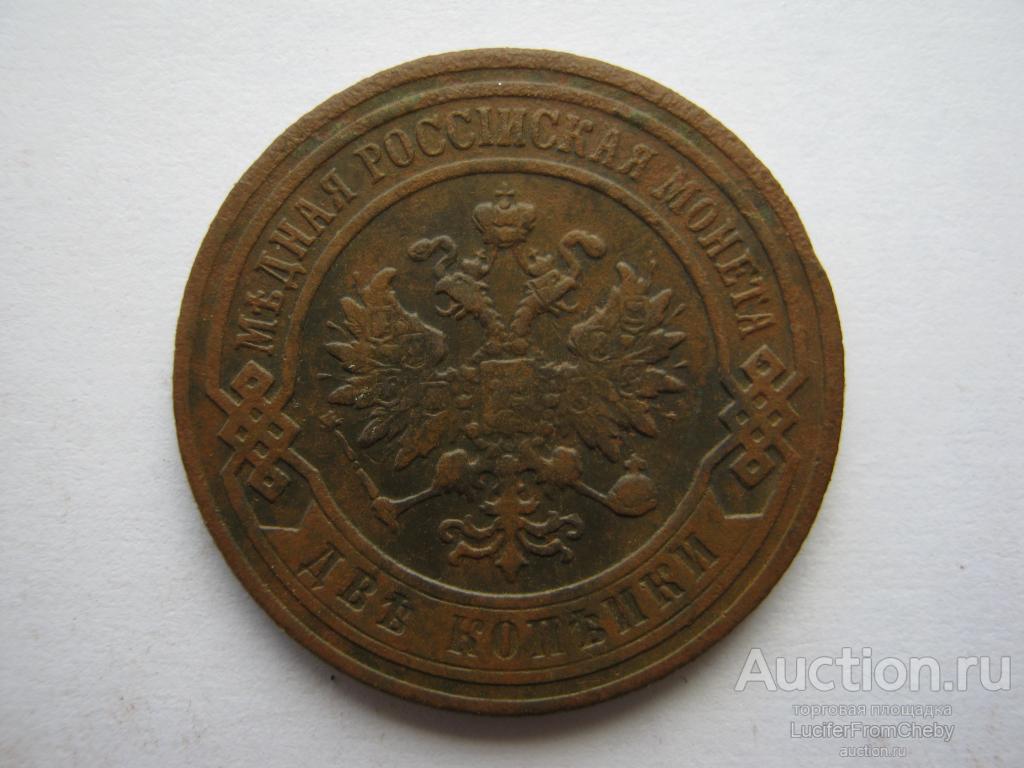 МѢДНАЯ РОССІЙСКАЯ МОНЕТА
ДВѢ КОПѢЙКИ
Auction.ru
торговая площадка
LuciferFromCheby
auction.ru